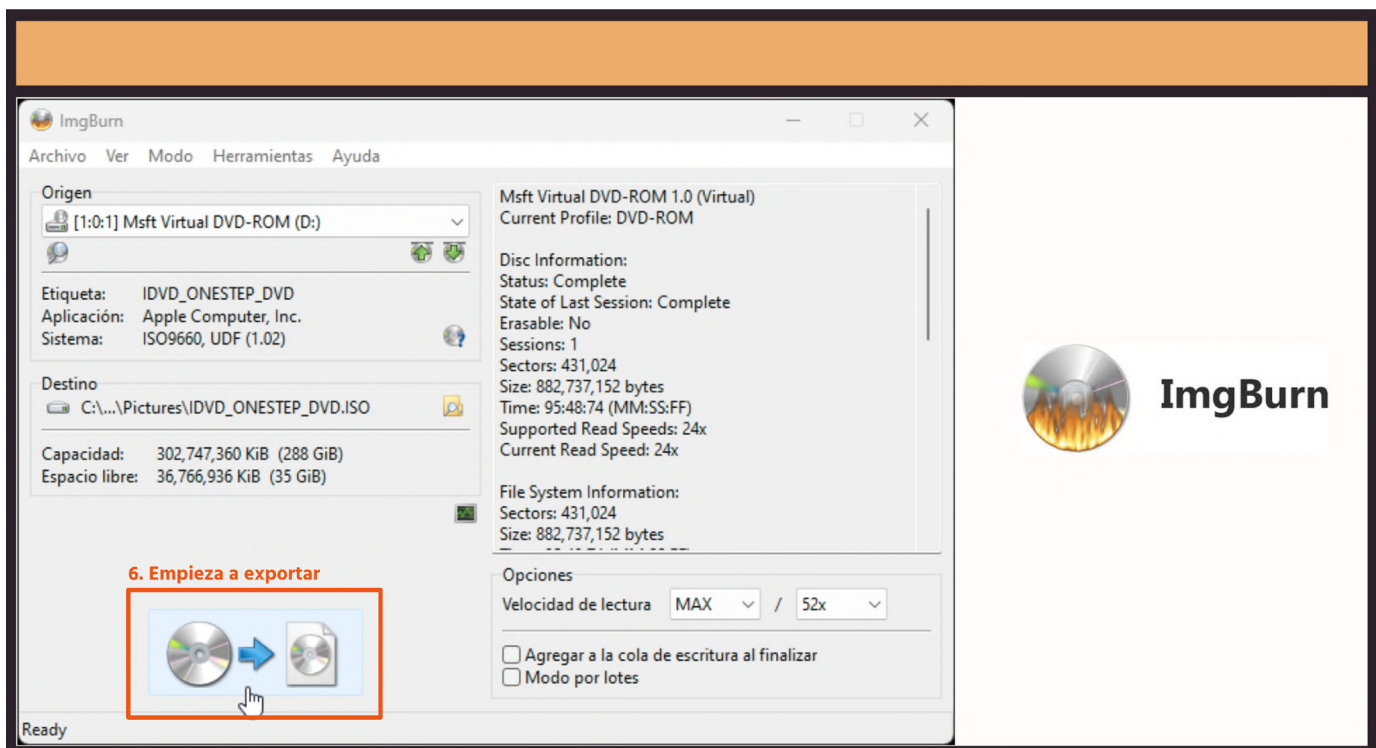 ImgBurn
Archivo Ver Modo Herramientas Ayuda
Origen
[1:0:1] Msft Virtual DVD-ROM (D:)
Etiqueta: IDVD_ONESTEP_DVD
Aplicación: Apple Computer, Inc.
Sistema: ISO9660, UDF (1.02)
Destino
C:\...\Pictures\IDVD_ONESTEP_DVD.ISO
Capacidad: 302,747,360 KiB (288 GiB)
Espacio libre: 36,766,936 KiB (35 GiB)
6. Empieza a exportar
Msft Virtual DVD-ROM 1.0 (Virtual)
Current Profile: DVD-ROM
Disc Information:
Status: Complete
State of Last Session: Complete
Erasable: No
Sessions: 1
Sectors: 431,024
Size: 882,737,152 bytes
Time: 95:48:74 (MM:SS:FF)
Supported Read Speeds: 24x
Current Read Speed: 24x
File System Information:
Sectors: 431,024
Size: 882,737,152 bytes
Opciones
Velocidad de lectura MAX / 52x
Agregar a la cola de escritura al finalizar
Modo por lotes
Ready
ImgBurn